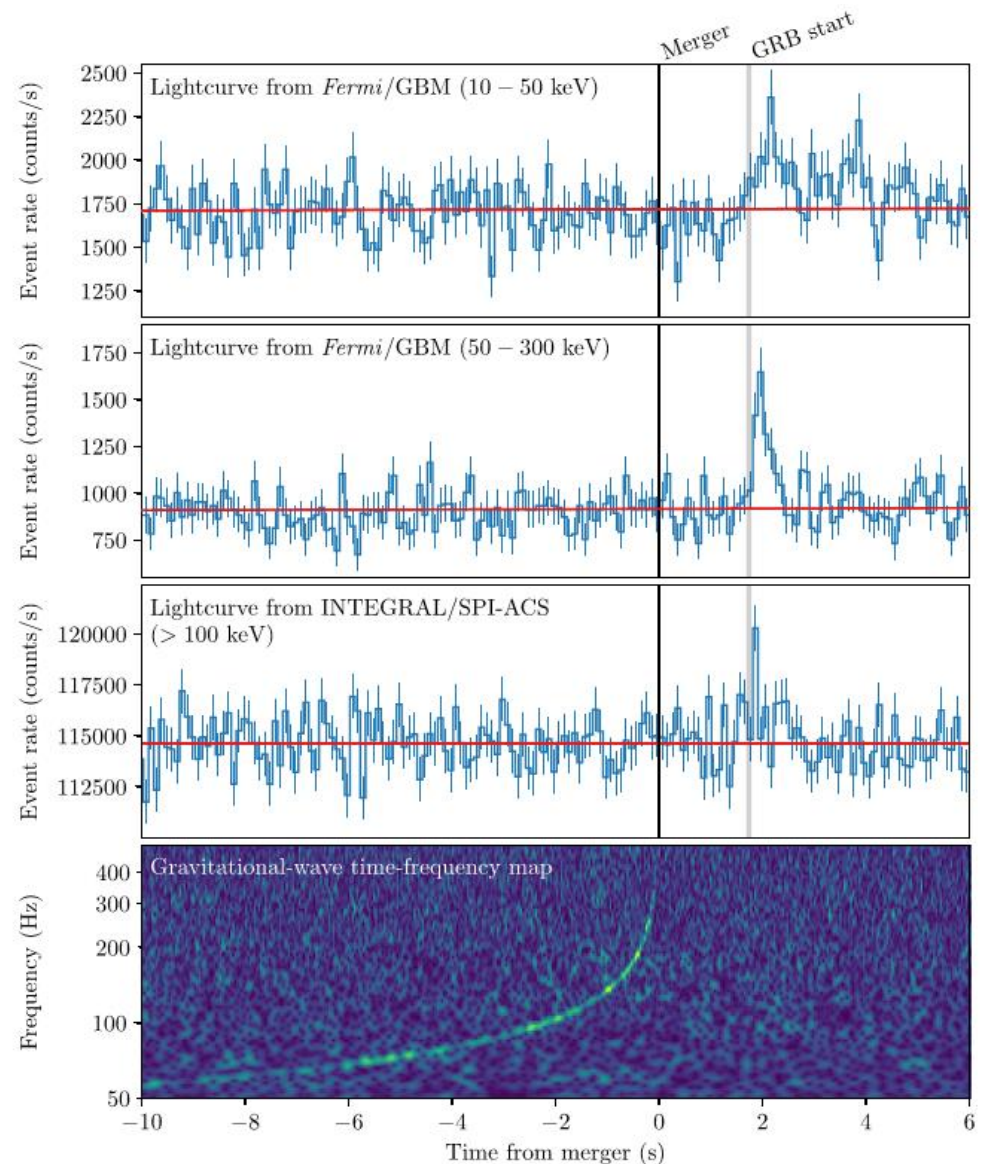 Merger
GRB start
Lightcurve from Fermi/GBM (10 − 50 keV)
Event rate (counts/s)
2500
2250
2000
1750
1500
1250
Lightcurve from Fermi/GBM (50 − 300 keV)
Event rate (counts/s)
1750
1500
1250
1000
750
Lightcurve from INTEGRAL/SPI-ACS
(> 100 keV)
Event rate (counts/s)
120000
117500
115000
112500
Gravitational-wave time-frequency map
Frequency (Hz)
400
300
200
100
50
−10 −8 −6 −4 −2 0 2 4 6
Time from merger (s)